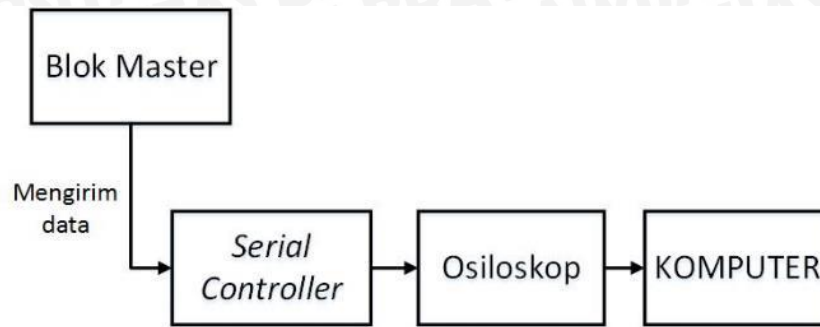 Blok Master
Mengirim
data
Serial
Controller
Osiloskop
KOMPUTER